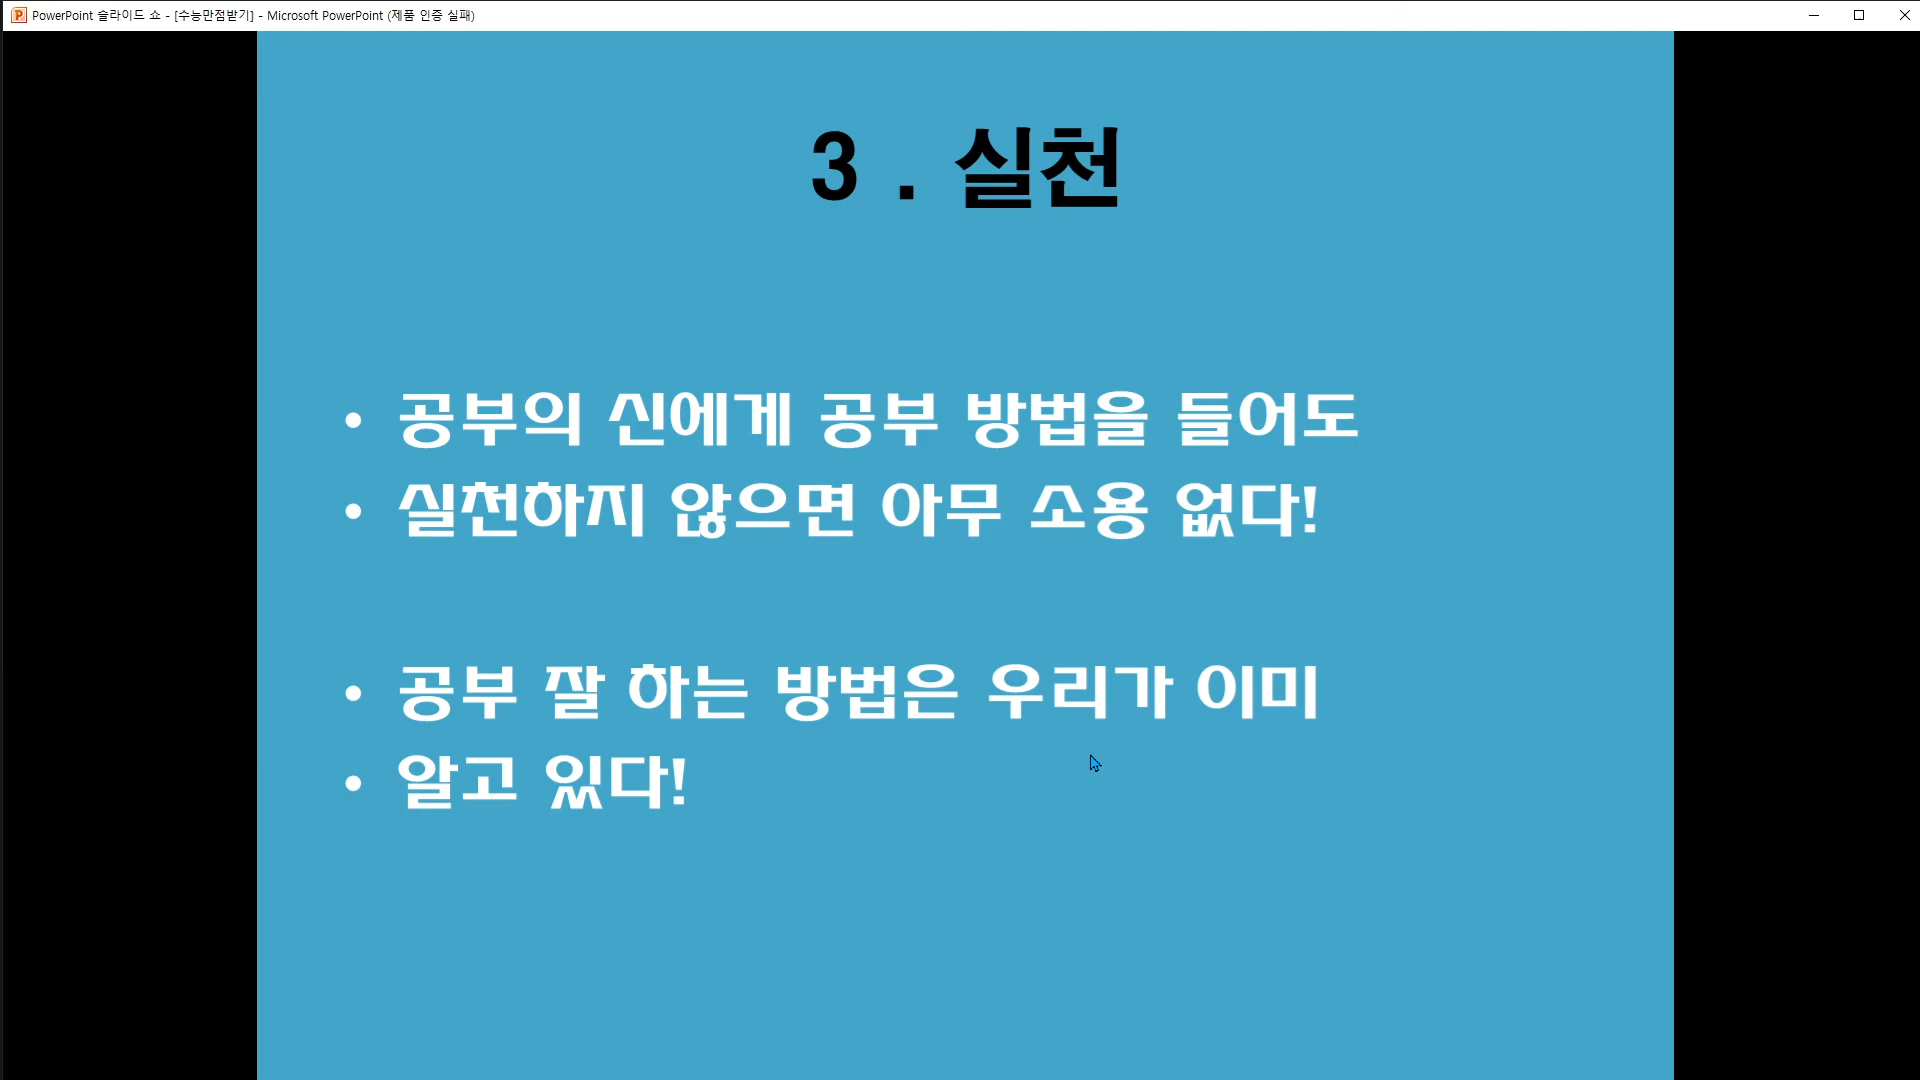 PowerPoint 슬라이드 쇼 - [수능만점받기] - Microsoft PowerPoint (제품 인증 실패)
3 . 실천
• 공부의 신에게 공부 방법을 들어도
• 실천하지 않으면 아무 소용 없다!
• 공부 잘 하는 방법은 우리가 이미
• 알고 있다!